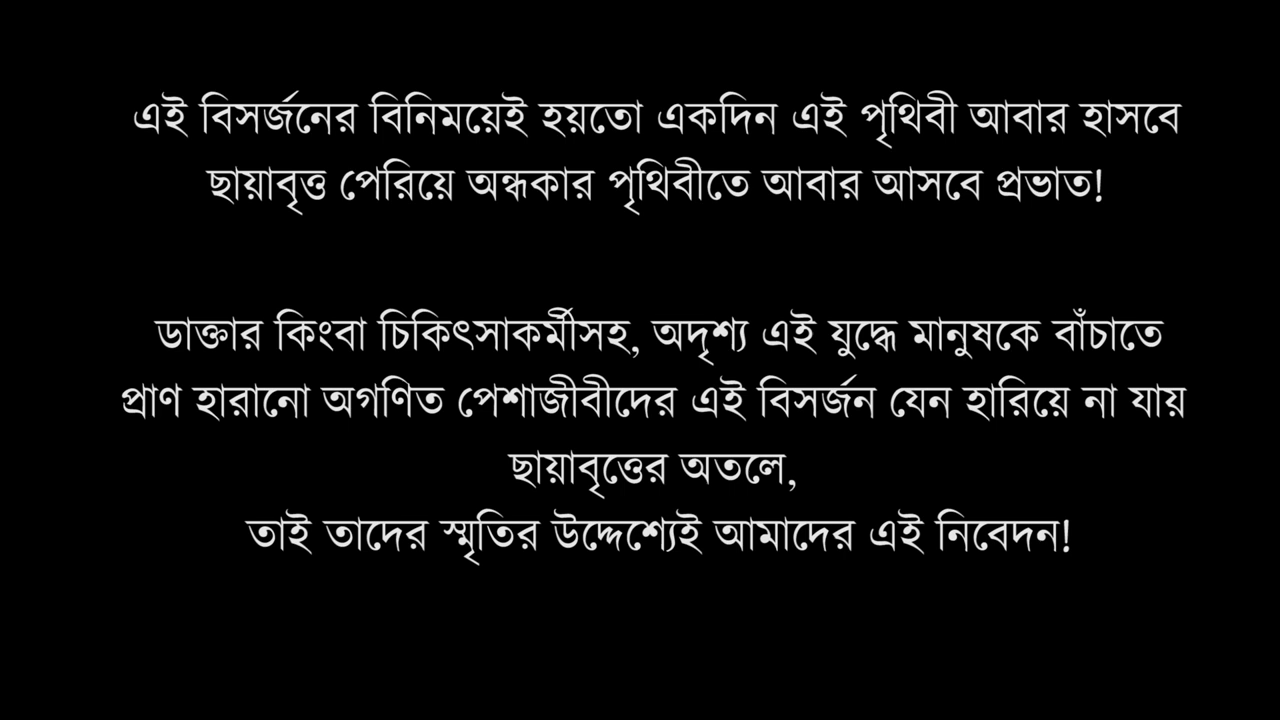 এই বিসর্জনের বিনিময়েই হয়তো একদিন এই পৃথিবী আবার হাসবে
ছায়াবৃত্ত পেরিয়ে অন্ধকার পৃথিবীতে আবার আসবে প্রভাত!
ডাক্তার কিংবা চিকিৎসাকর্মীসহ, অদৃশ্য এই যুদ্ধে মানুষকে বাঁচাতে
প্রাণ হারানো অগণিত পেশাজীবীদের এই বিসর্জন যেন হারিয়ে না যায়
ছায়াবৃত্তের অতলে,
তাই তাদের স্মৃতির উদ্দেশ্যেই আমাদের এই নিবেদন!